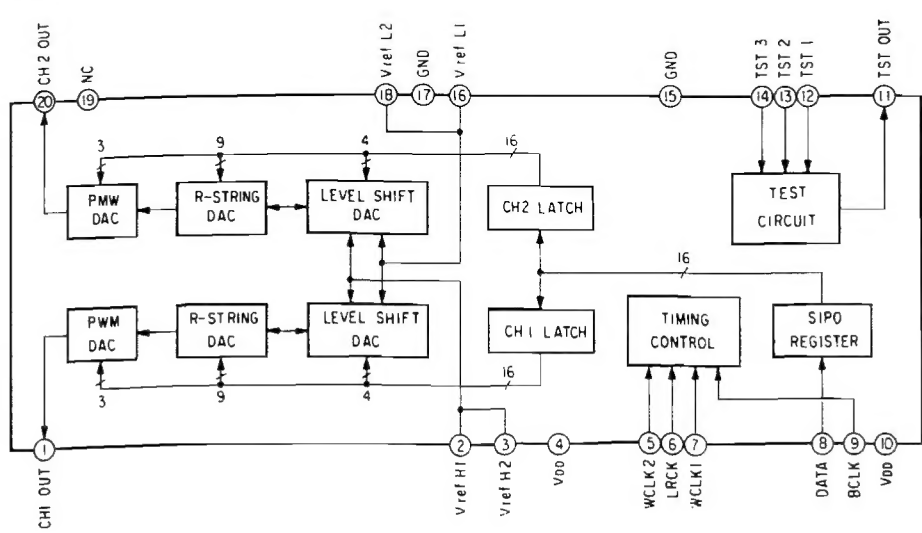 CH2 OUT
NC
Vref L2
GND
Vref L1
GND
TST 3
TST 2
TST 1
TST OUT
20
19
18
17
16
15
14
13
12
11
3
9
4
16
PMW
DAC
R-STRING
DAC
LEVEL SHIFT
DAC
CH2 LATCH
TEST
CIRCUIT
16
PWM
DAC
R-STRING
DAC
LEVEL SHIFT
DAC
CH1 LATCH
TIMING
CONTROL
SIPO
REGISTER
3
9
4
16
1
2
3
4
5
6
7
8
9
10
CH1 OUT
Vref H1
Vref H2
VDD
WCLK2
LRCK
WCLK1
DATA
BCLK
VDD